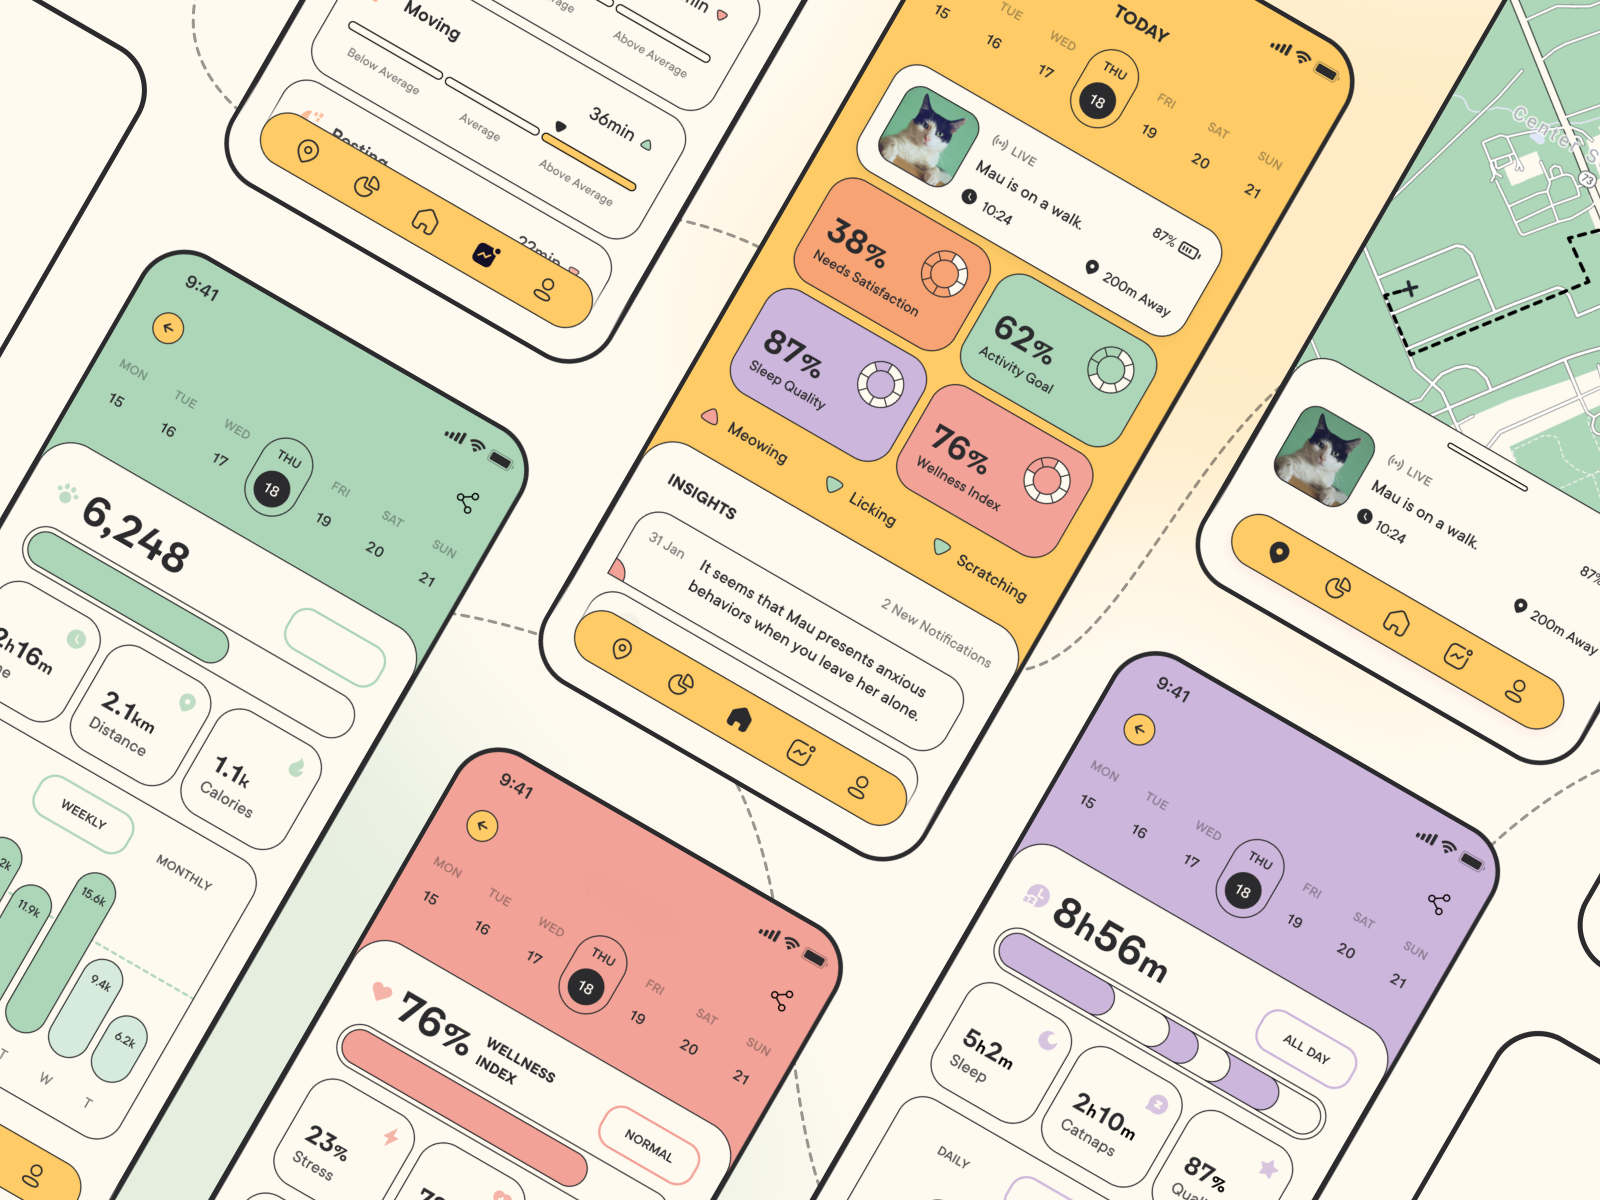 Moving
min
Above Average
Below Average
Average
Above Average
36min
22min
9:41
MON
TUE
WED
THU
FRI
SAT
SUN
15
16
17
18
19
20
21
6,248
2h16m
2.1km
Distance
1.1k
Calories
WEEKLY
MONTHLY
2k
11.9k
15.6k
9.4k
6.2k
T
W
T
TODAY
TUE
WED
THU
FRI
SAT
SUN
15
16
17
18
19
20
21
LIVE
Mau is on a walk.
10:24
87%
200m Away
38%
Needs Satisfaction
62%
Activity Goal
87%
Sleep Quality
76%
Wellness Index
Meowing
Licking
Scratching
INSIGHTS
2 New Notifications
31 Jan
It seems that Mau presents anxious
behaviors when you leave her alone.
9:41
MON
TUE
WED
THU
FRI
SAT
SUN
15
16
17
18
19
20
21
76%
WELLNESS
INDEX
NORMAL
23%
Stress
Center
73
LIVE
Mau is on a walk.
10:24
87%
200m Away
9:41
MON
TUE
WED
THU
FRI
SAT
SUN
15
16
17
18
19
20
21
8h56m
ALL DAY
5h2m
Sleep
2h10m
Catnaps
87%
DAILY